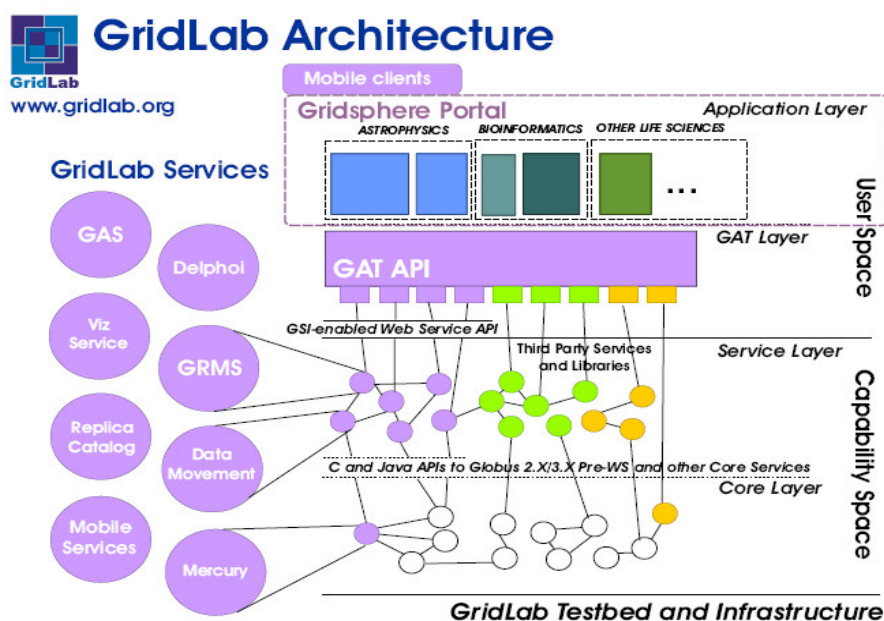 GridLab Architecture
GridLab
www.gridlab.org
Mobile clients
Gridsphere Portal
Application Layer
ASTROPHYSICS
BIOINFORMATICS
OTHER LIFE SCIENCES
...
User Space
GridLab Services
GAS
Delphoi
GAT Layer
GAT API
Viz
Service
GSI-enabled Web Service API
GRMS
Third Party Services
and Libraries
Service Layer
Replica
Catalog
Data
Movement
C and Java APIs to Globus 2.X/3.X Pre-WS and other Core Services
Core Layer
Capability Space
Mobile
Services
Mercury
GridLab Testbed and Infrastructure